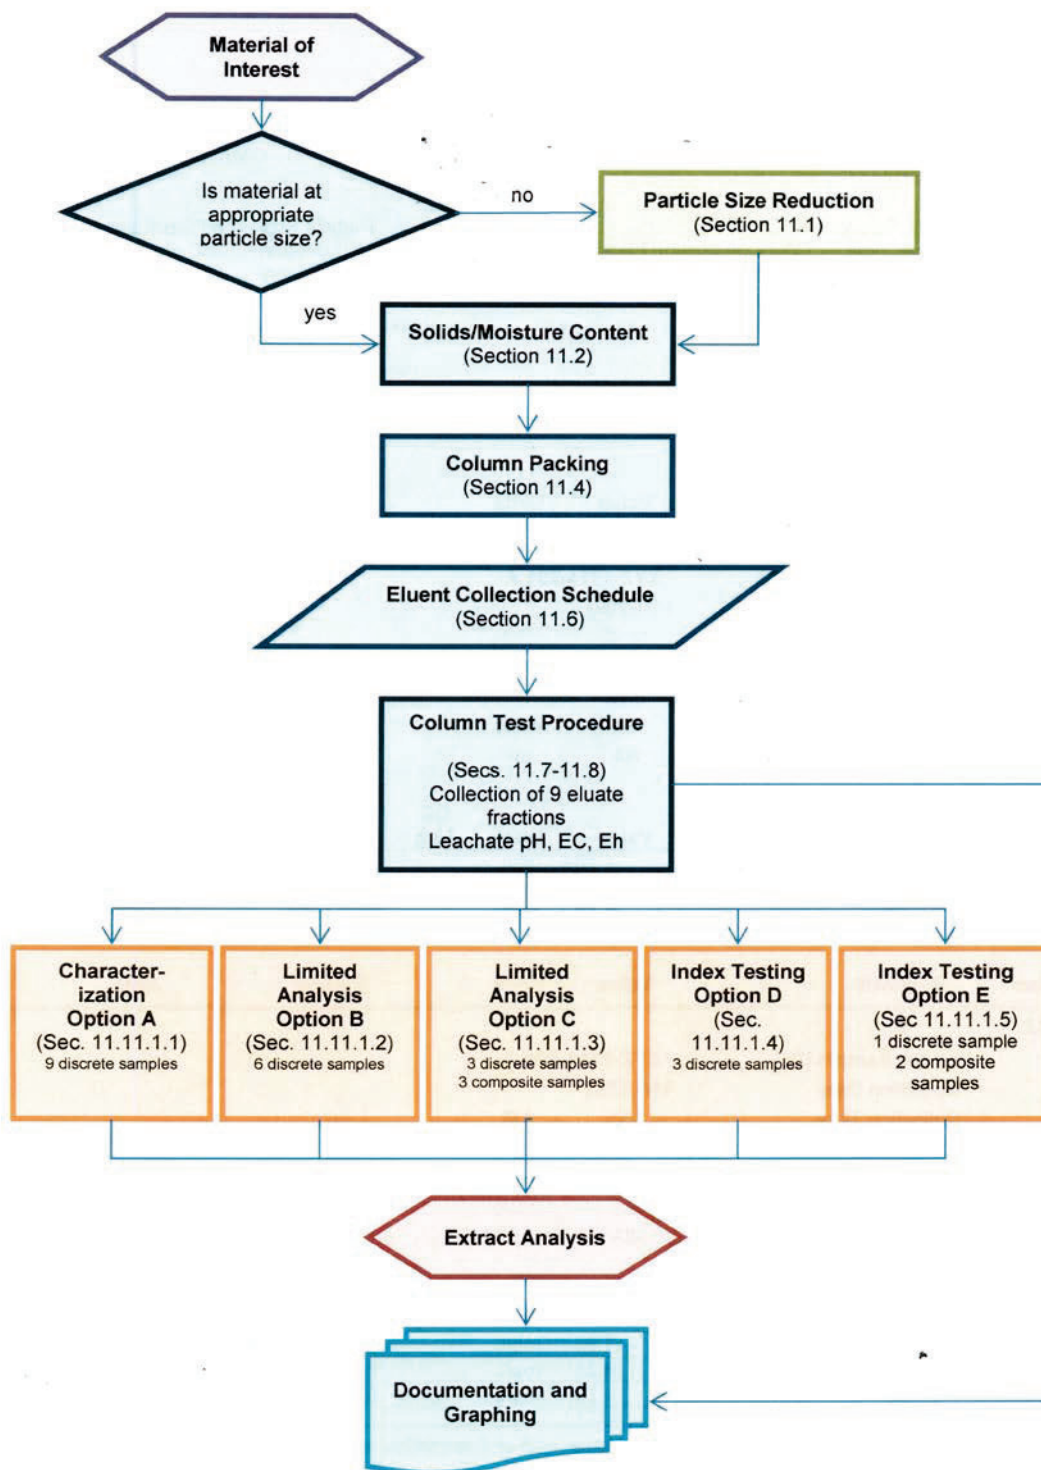 Material of
Interest
Is material at
appropriate
particle size?
no
Particle Size Reduction
(Section 11.1)
yes
Solids/Moisture Content
(Section 11.2)
Column Packing
(Section 11.4)
Eluent Collection Schedule
(Section 11.6)
Column Test Procedure
(Secs. 11.7-11.8)
Collection of 9 eluate
fractions
Leachate pH, EC, Eh
Character-
ization
Option A
(Sec. 11.11.1.1)
9 discrete samples
Limited
Analysis
Option B
(Sec. 11.11.1.2)
6 discrete samples
Limited
Analysis
Option C
(Sec. 11.11.1.3)
3 discrete samples
3 composite samples
Index Testing
Option D
(Sec.
11.11.1.4)
3 discrete samples
Index Testing
Option E
(Sec 11.11.1.5)
1 discrete sample
2 composite
samples
Extract Analysis
Documentation and
Graphing